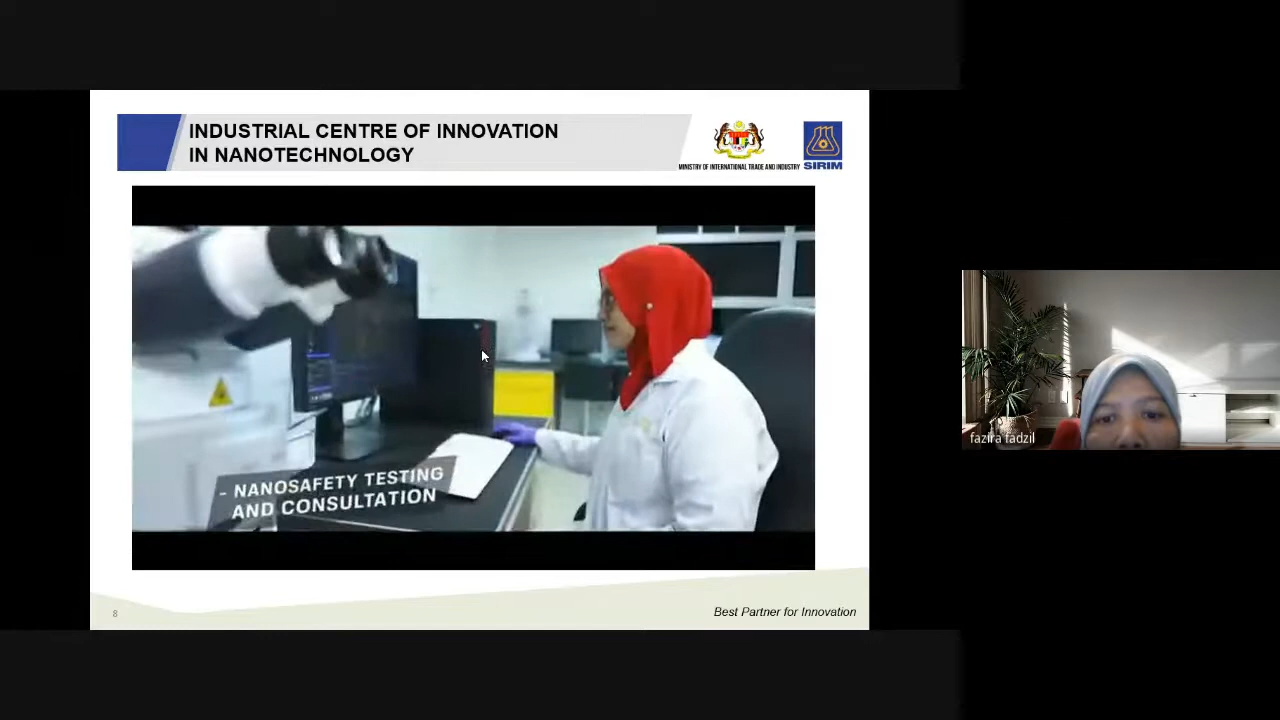 INDUSTRIAL CENTRE OF INNOVATION
IN NANOTECHNOLOGY
MINISTRY OF INTERNATIONAL TRADE AND INDUSTRY
SIRIM
- NANOSAFETY TESTING
AND CONSULTATION
fazira fadzil
8
Best Partner for Innovation